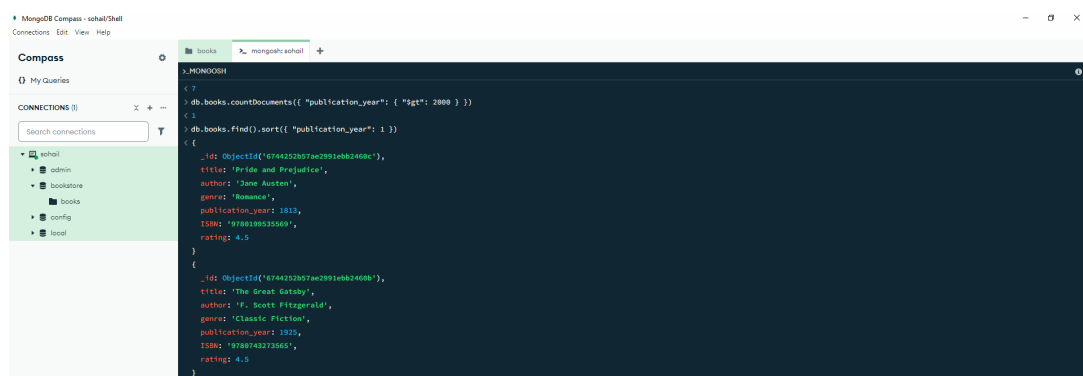 MongoDB Compass - sohail/Shell
Connections Edit View Help
Compass
{} My Queries
CONNECTIONS (1)
Search connections
sohail
admin
bookstore
books
config
local
books
>_ mongosh: sohail
>_MONGOSH
< 7
> db.books.countDocuments({ "publication_year": { "$gt": 2000 } })
< 1
> db.books.find().sort({ "publication_year": 1 })
< {
_id: ObjectId('6744252b57ae2991ebb2460c'),
title: 'Pride and Prejudice',
author: 'Jane Austen',
genre: 'Romance',
publication_year: 1813,
ISBN: '9780199535569',
rating: 4.5
}
{
_id: ObjectId('6744252b57ae2991ebb2460b'),
title: 'The Great Gatsby',
author: 'F. Scott Fitzgerald',
genre: 'Classic Fiction',
publication_year: 1925,
ISBN: '9780743273565',
rating: 4.5
}